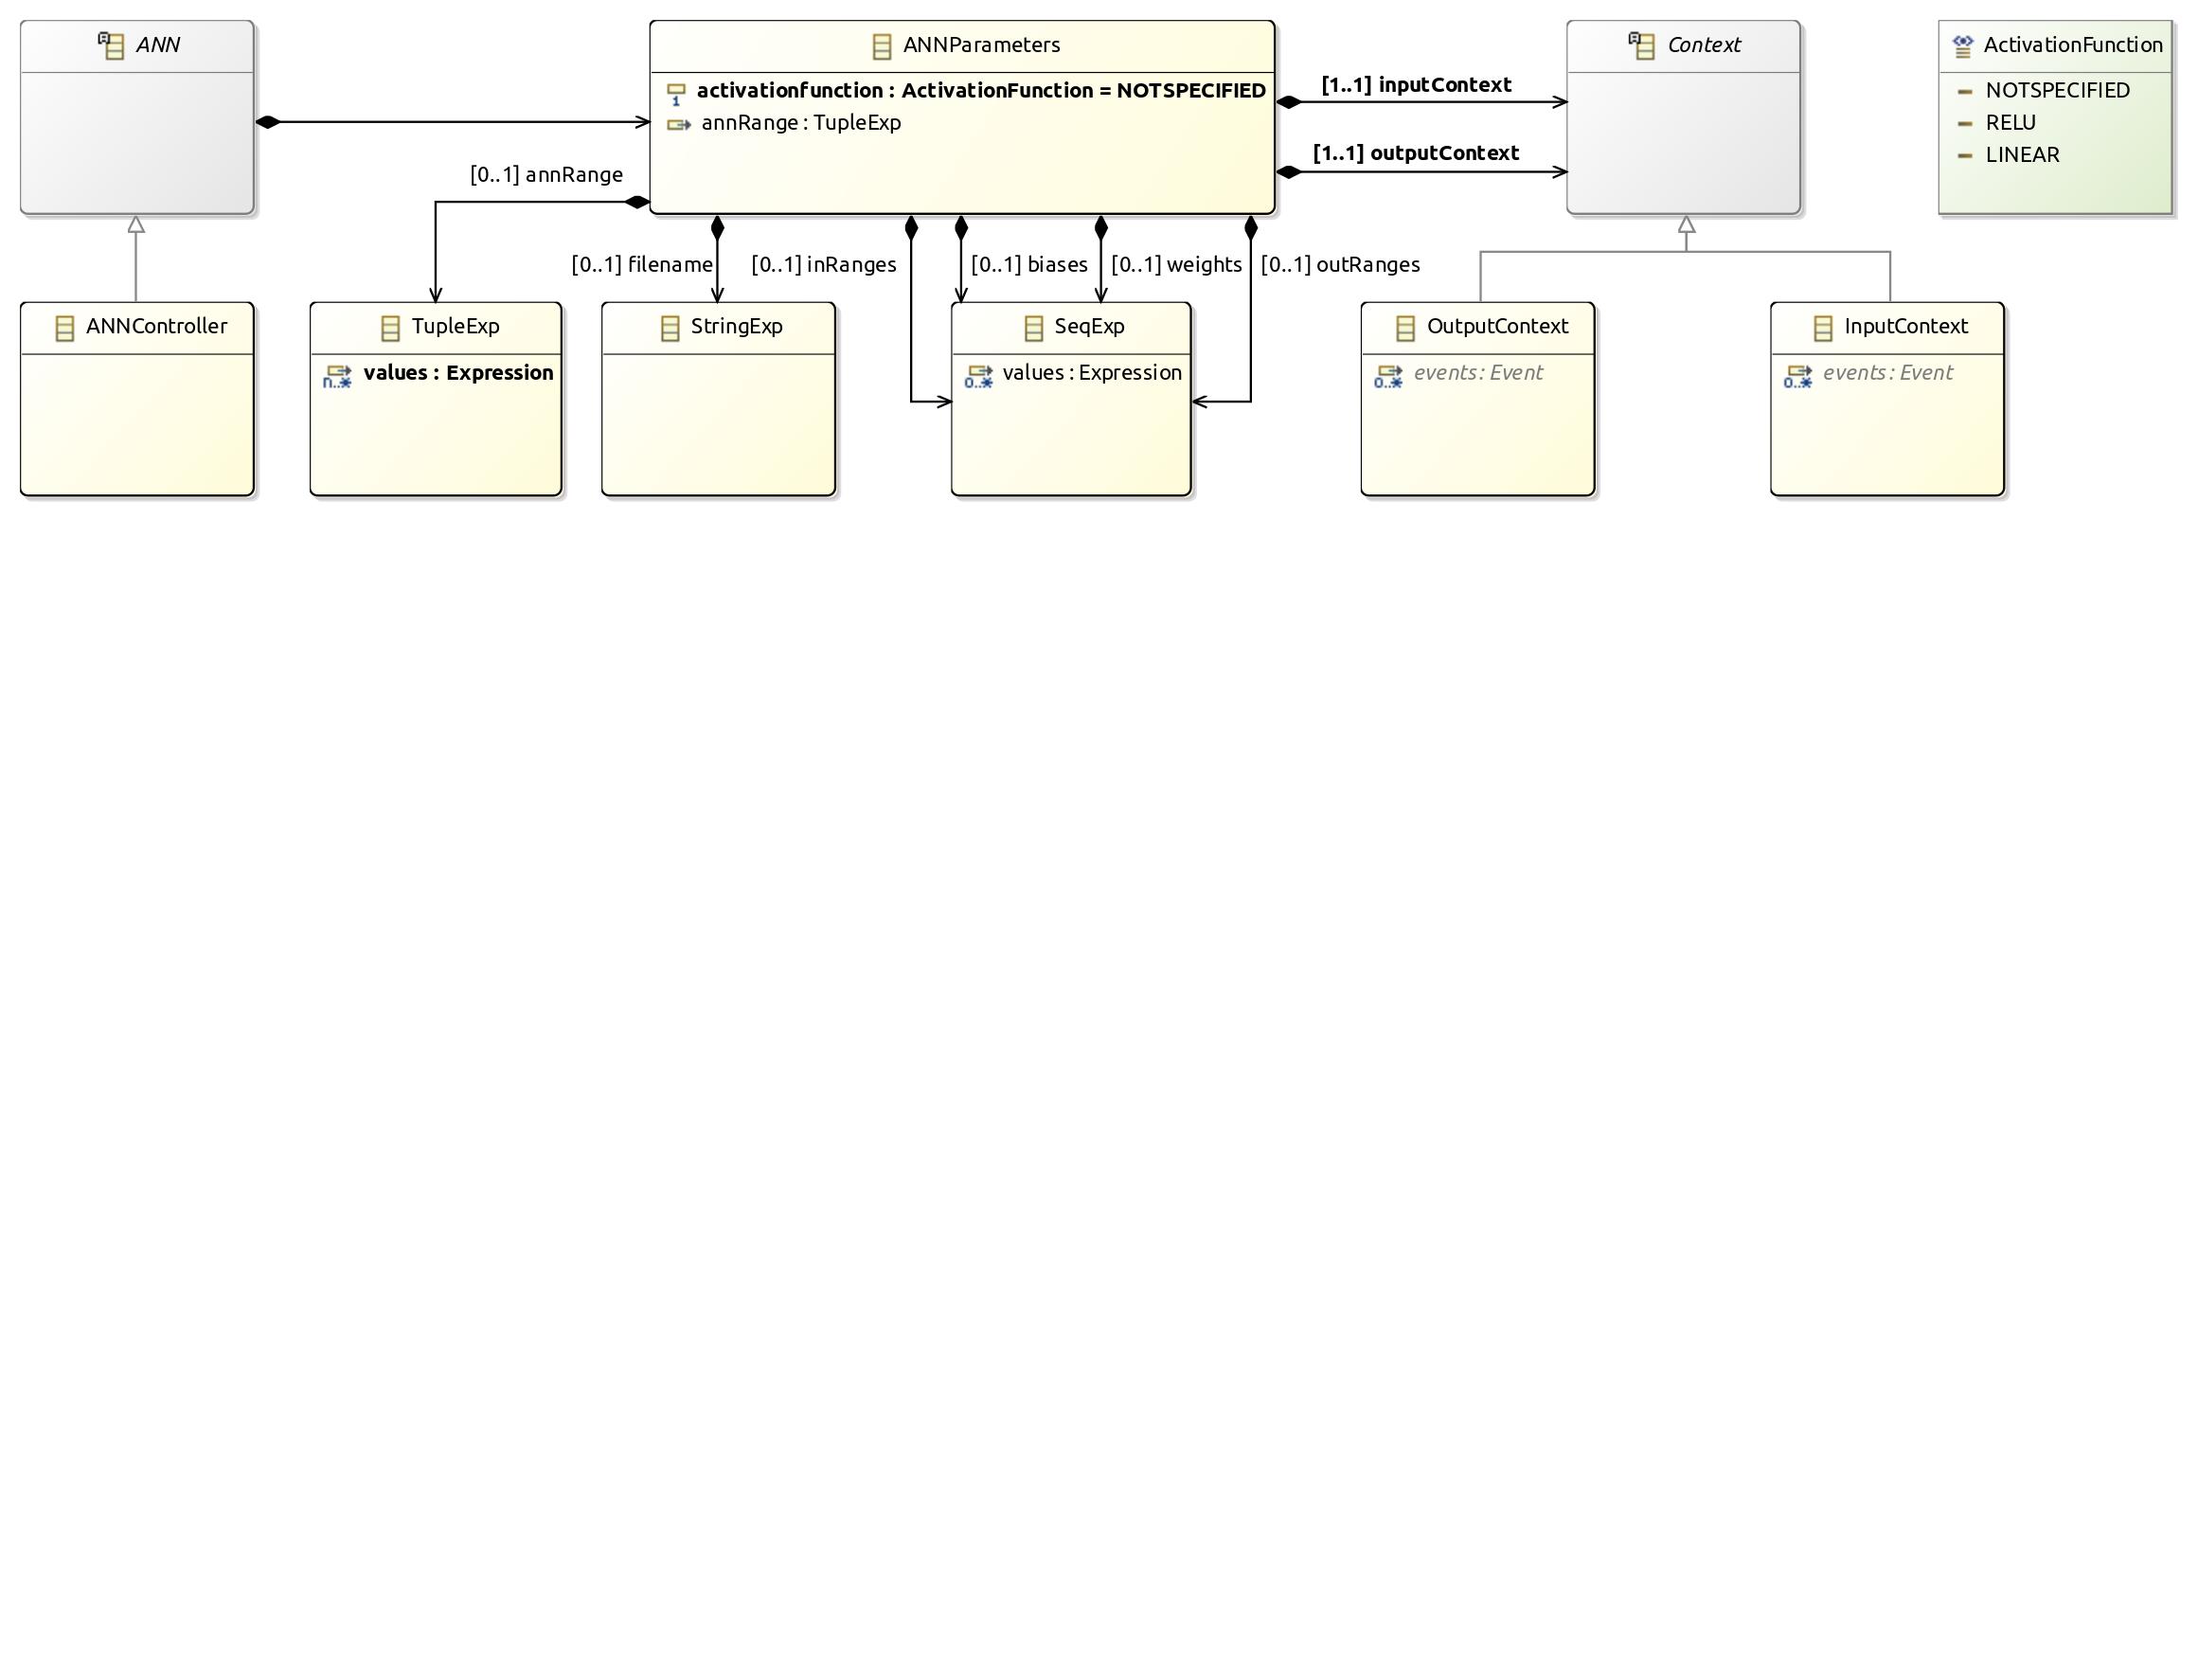 ANN
ANNParameters
activationfunction : ActivationFunction = NOTSPECIFIED
annRange : TupleExp
[1..1] inputContext
[1..1] outputContext
Context
ActivationFunction
NOTSPECIFIED
RELU
LINEAR
[0..1] annRange
[0..1] filename
[0..1] inRanges
[0..1] biases
[0..1] weights
[0..1] outRanges
ANNController
TupleExp
n..* values : Expression
StringExp
SeqExp
0..* values : Expression
OutputContext
0..* events : Event
InputContext
0..* events : Event